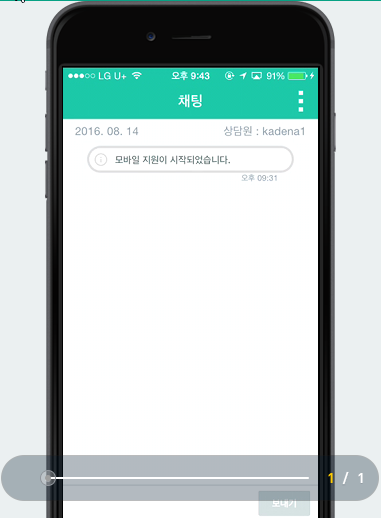 LG U+ 오후 9:43 91%
채팅
2016. 08. 14 상담원 : kadena1
모바일 지원이 시작되었습니다.
오후 09:31
1 / 1
보내기